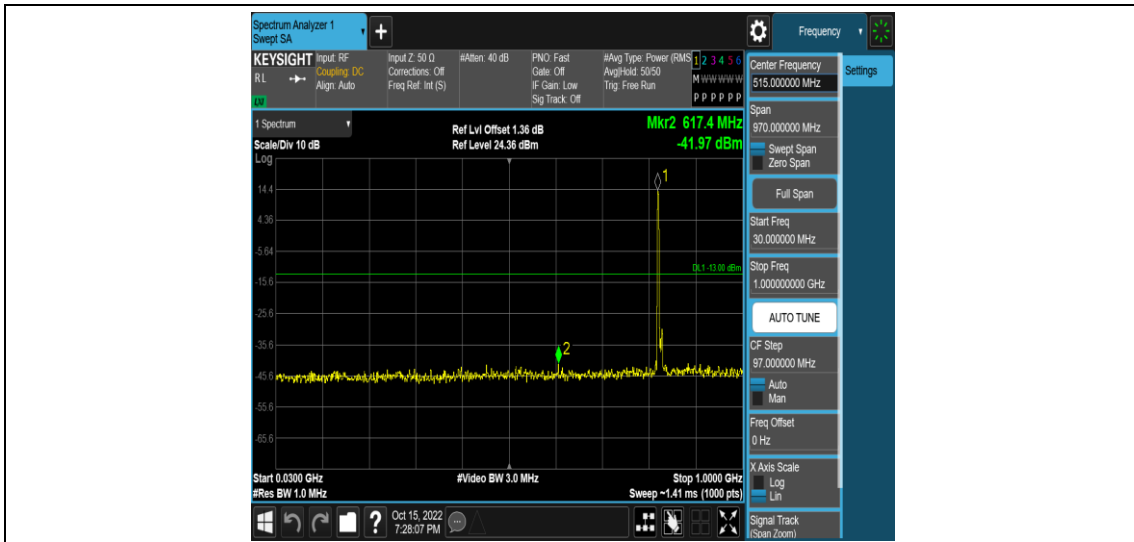 Spectrum Analyzer 1
Swept SA
Frequency
KEYSIGHT
RL
LXI
Input: RF
Coupling: DC
Align: Auto
Input Z: 50 Ω
Corrections: Off
Freq Ref: Int (S)
#Atten: 40 dB
PNO: Fast
Gate: Off
IF Gain: Low
Sig Track: Off
#Avg Type: Power (RMS
Avg|Hold: 50/50
Trig: Free Run
1 2 3 4 5 6
M W W W W W
P P P P P P
Center Frequency
515.000000 MHz
Settings
1 Spectrum
Ref Lvl Offset 1.36 dB
Mkr2 617.4 MHz
Scale/Div 10 dB
Ref Level 24.36 dBm
-41.97 dBm
Log
1
14.4
4.36
-5.64
DL1 -13.00 dBm
-15.6
-25.6
-35.6
2
-45.6
-55.6
-65.6
Start 0.0300 GHz
#Video BW 3.0 MHz
Stop 1.0000 GHz
#Res BW 1.0 MHz
Sweep ~1.41 ms (1000 pts)
Span
970.000000 MHz
Swept Span
Zero Span
Full Span
Start Freq
30.000000 MHz
Stop Freq
1.000000000 GHz
AUTO TUNE
CF Step
97.000000 MHz
Auto
Man
Freq Offset
0 Hz
X Axis Scale
Log
Lin
Signal Track
(Span Zoom)
?
Oct 15, 2022
7:28:07 PM